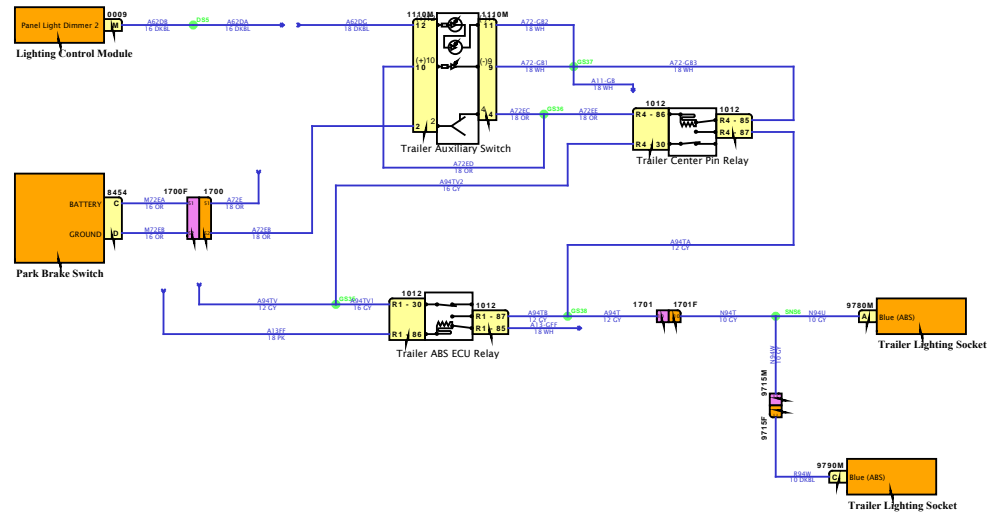 Panel Light Dimmer 2
0009
M
Lighting Control Module
A62DB
16 DKBL
DS5
A62DA
16 DKBL
A62DG
18 DKBL
1110M
1110M
12
11
(+)10
10
(-)9
9
2
2
4
4
Trailer Auxiliary Switch
A72-GB2
18 WH
A72-GB1
18 WH
GS37
A72-GB3
18 WH
A11-G8
18 WH
A72EC
18 OR
GS36
A72EE
18 OR
A72ED
18 OR
1012
1012
R4 - 86
R4 - 30
R4 - 85
R4 - 87
Trailer Center Pin Relay
A94TV2
16 GY
BATTERY
GROUND
8454
C
D
Park Brake Switch
M72EA
16 OR
M72EB
16 OR
1700F
1700
S1
S1
A72E
18 OR
A72EB
18 OR
A94TA
12 GY
A94TV
12 GY
A94TV1
16 GY
A13FF
18 PK
1012
1012
R1 - 30
R1 - 86
R1 - 87
R1 - 85
Trailer ABS ECU Relay
A94TB
12 GY
A13-GFF
18 WH
A94T
12 GY
1701
1701F
N94T
10 GY
SN86
N94U
10 GY
9780M
A
Blue (ABS)
Trailer Lighting Socket
N94W
10 GY
9715M
9715F
R94W
10 DKBL
9790M
C
Blue (ABS)
Trailer Lighting Socket